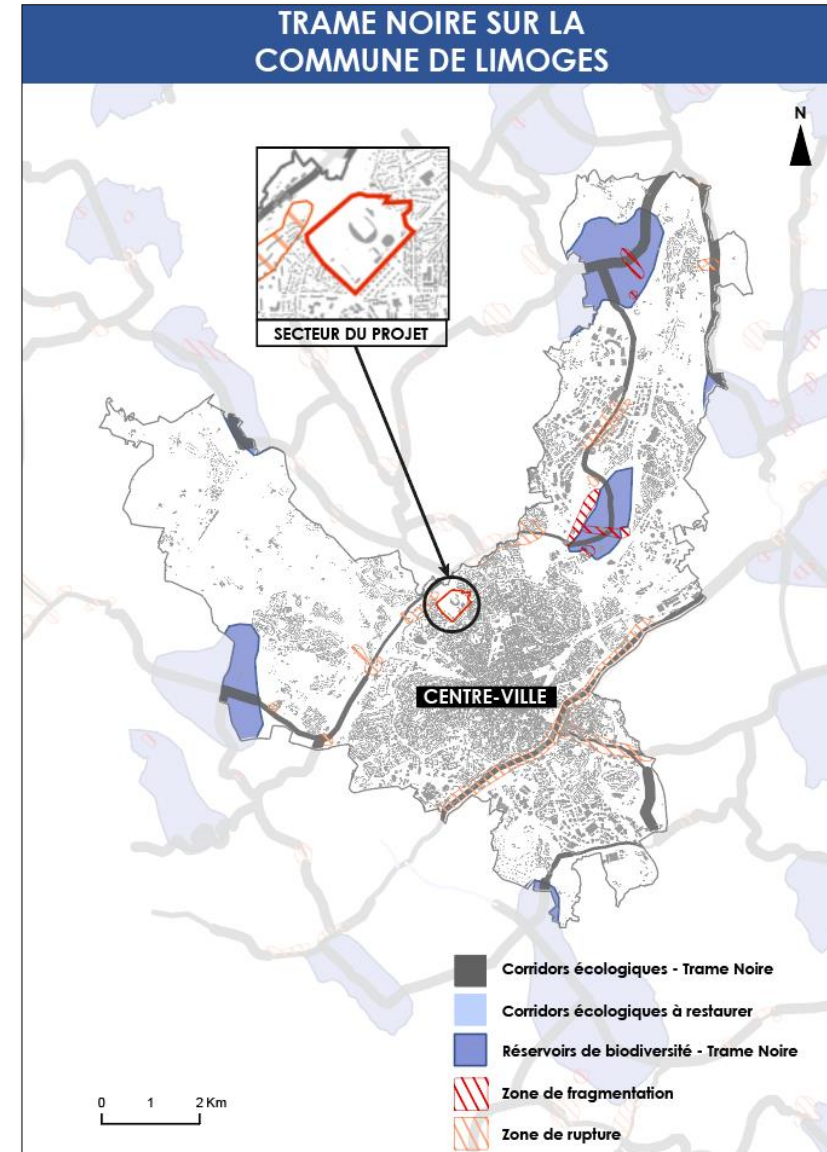 TRAME NOIRE SUR LA
COMMUNE DE LIMOGES
N
SECTEUR DU PROJET
CENTRE-VILLE
Corridors écologiques - Trame Noire
Corridors écologiques à restaurer
Réservoirs de biodiversité - Trame Noire
Zone de fragmentation
Zone de rupture
0 1 2 Km